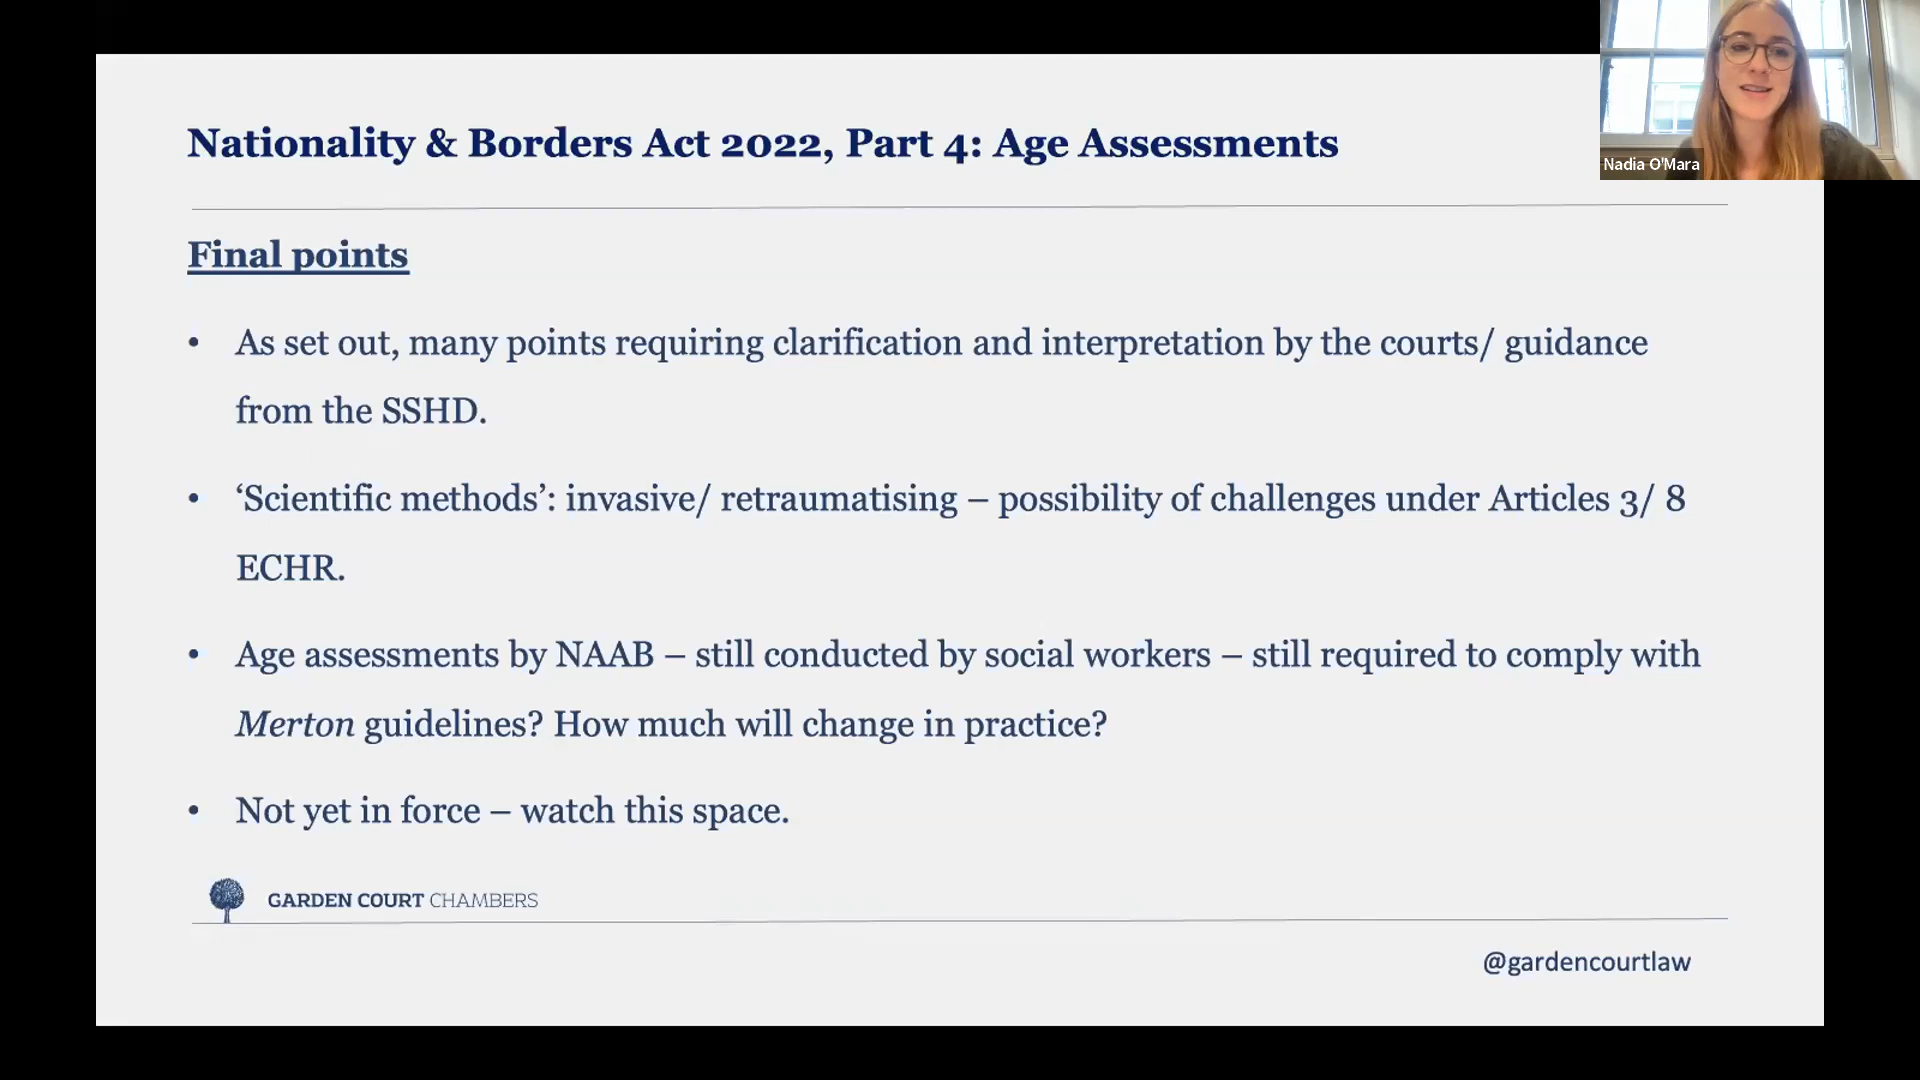 Nationality & Borders Act 2022, Part 4: Age Assessments
Nadia O'Mara
Final points
• As set out, many points requiring clarification and interpretation by the courts/ guidance
from the SSHD.
• ‘Scientific methods’: invasive/ retraumatising – possibility of challenges under Articles 3/ 8
ECHR.
• Age assessments by NAAB – still conducted by social workers – still required to comply with
Merton guidelines? How much will change in practice?
• Not yet in force – watch this space.
GARDEN COURT CHAMBERS
@gardencourtlaw